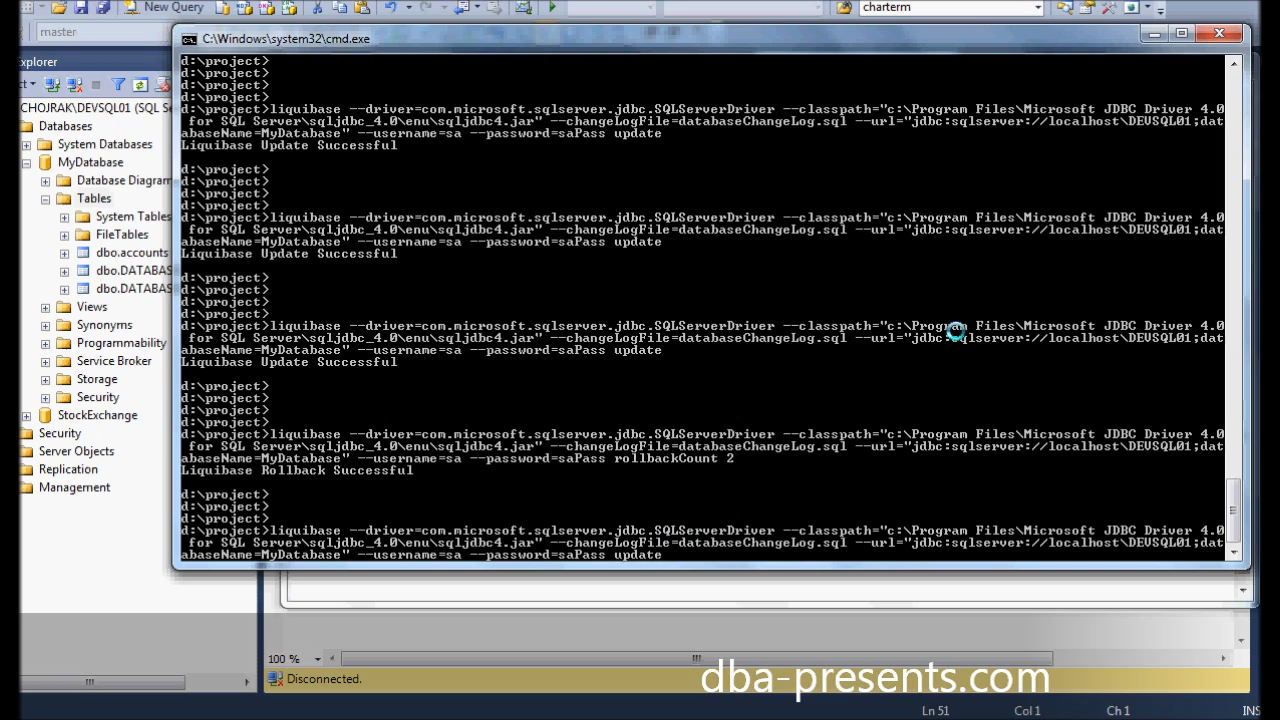 New Query
charterm
master
C:\Windows\system32\cmd.exe
xplorer
ct
CHOJRAK\DEVSQL01 (SQL Se
Databases
System Databases
MyDatabase
Database Diagram
Tables
System Tables
FileTables
dbo.accounts
dbo.DATABAS
dbo.DATABAS
Views
Synonyms
Programmability
Service Broker
Storage
Security
StockExchange
Security
Server Objects
Replication
Management
d:\project>
d:\project>
d:\project>
d:\project>
d:\project>liquibase --driver=com.microsoft.sqlserver.jdbc.SQLServerDriver --classpath="c:\Program Files\Microsoft JDBC Driver 4.0
for SQL Server\sqljdbc_4.0\enu\sqljdbc4.jar" --changeLogFile=databaseChangeLog.sql --url="jdbc:sqlserver://localhost\DEVSQL01;dat
abaseName=MyDatabase" --username=sa --password=saPass update
Liquibase Update Successful
d:\project>
d:\project>
d:\project>
d:\project>
d:\project>liquibase --driver=com.microsoft.sqlserver.jdbc.SQLServerDriver --classpath="c:\Program Files\Microsoft JDBC Driver 4.0
for SQL Server\sqljdbc_4.0\enu\sqljdbc4.jar" --changeLogFile=databaseChangeLog.sql --url="jdbc:sqlserver://localhost\DEVSQL01;dat
abaseName=MyDatabase" --username=sa --password=saPass update
Liquibase Update Successful
d:\project>
d:\project>
d:\project>
d:\project>
d:\project>liquibase --driver=com.microsoft.sqlserver.jdbc.SQLServerDriver --classpath="c:\Program Files\Microsoft JDBC Driver 4.0
for SQL Server\sqljdbc_4.0\enu\sqljdbc4.jar" --changeLogFile=databaseChangeLog.sql --url="jdbc:sqlserver://localhost\DEVSQL01;dat
abaseName=MyDatabase" --username=sa --password=saPass update
Liquibase Update Successful
d:\project>
d:\project>
d:\project>
d:\project>
d:\project>liquibase --driver=com.microsoft.sqlserver.jdbc.SQLServerDriver --classpath="c:\Program Files\Microsoft JDBC Driver 4.0
for SQL Server\sqljdbc_4.0\enu\sqljdbc4.jar" --changeLogFile=databaseChangeLog.sql --url="jdbc:sqlserver://localhost\DEVSQL01;dat
abaseName=MyDatabase" --username=sa --password=saPass rollbackCount 2
Liquibase Rollback Successful
d:\project>
d:\project>
d:\project>
d:\project>liquibase --driver=com.microsoft.sqlserver.jdbc.SQLServerDriver --classpath="c:\Program Files\Microsoft JDBC Driver 4.0
for SQL Server\sqljdbc_4.0\enu\sqljdbc4.jar" --changeLogFile=databaseChangeLog.sql --url="jdbc:sqlserver://localhost\DEVSQL01;dat
abaseName=MyDatabase" --username=sa --password=saPass update
100 %
Disconnected.
dba-presents.com
Ln 51 Col 1 Ch 1 INS